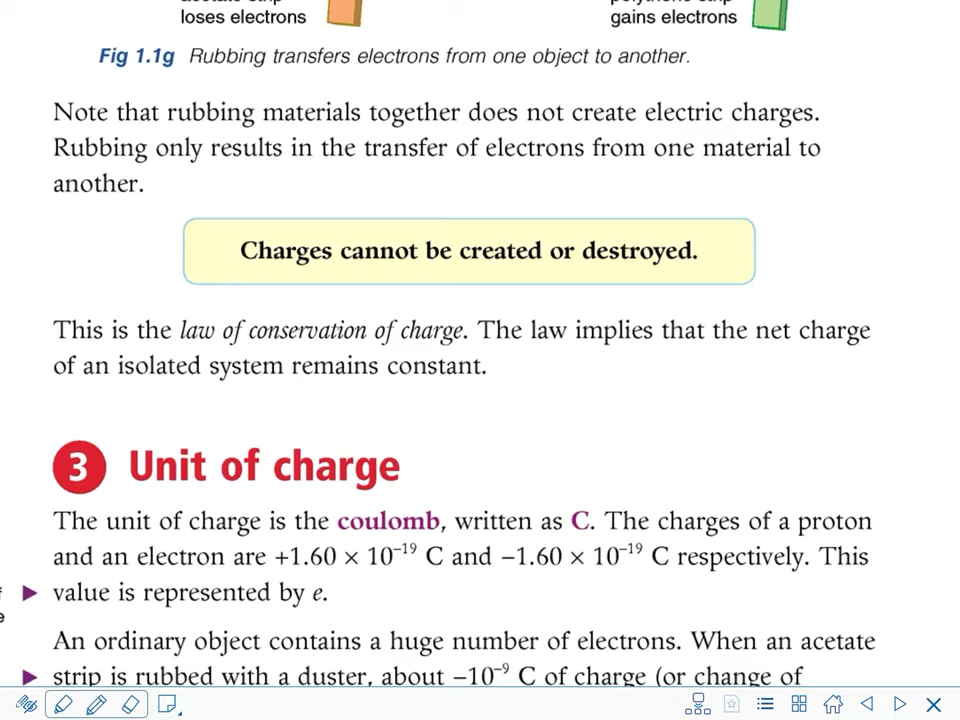 loses electrons
gains electrons
Fig 1.1g Rubbing transfers electrons from one object to another.
Note that rubbing materials together does not create electric charges.
Rubbing only results in the transfer of electrons from one material to
another.
Charges cannot be created or destroyed.
This is the law of conservation of charge. The law implies that the net charge
of an isolated system remains constant.
3 Unit of charge
The unit of charge is the coulomb, written as C. The charges of a proton
and an electron are +1.60 × 10⁻¹⁹ C and −1.60 × 10⁻¹⁹ C respectively. This
value is represented by e.
An ordinary object contains a huge number of electrons. When an acetate
strip is rubbed with a duster, about −10⁻⁹ C of charge (or change of